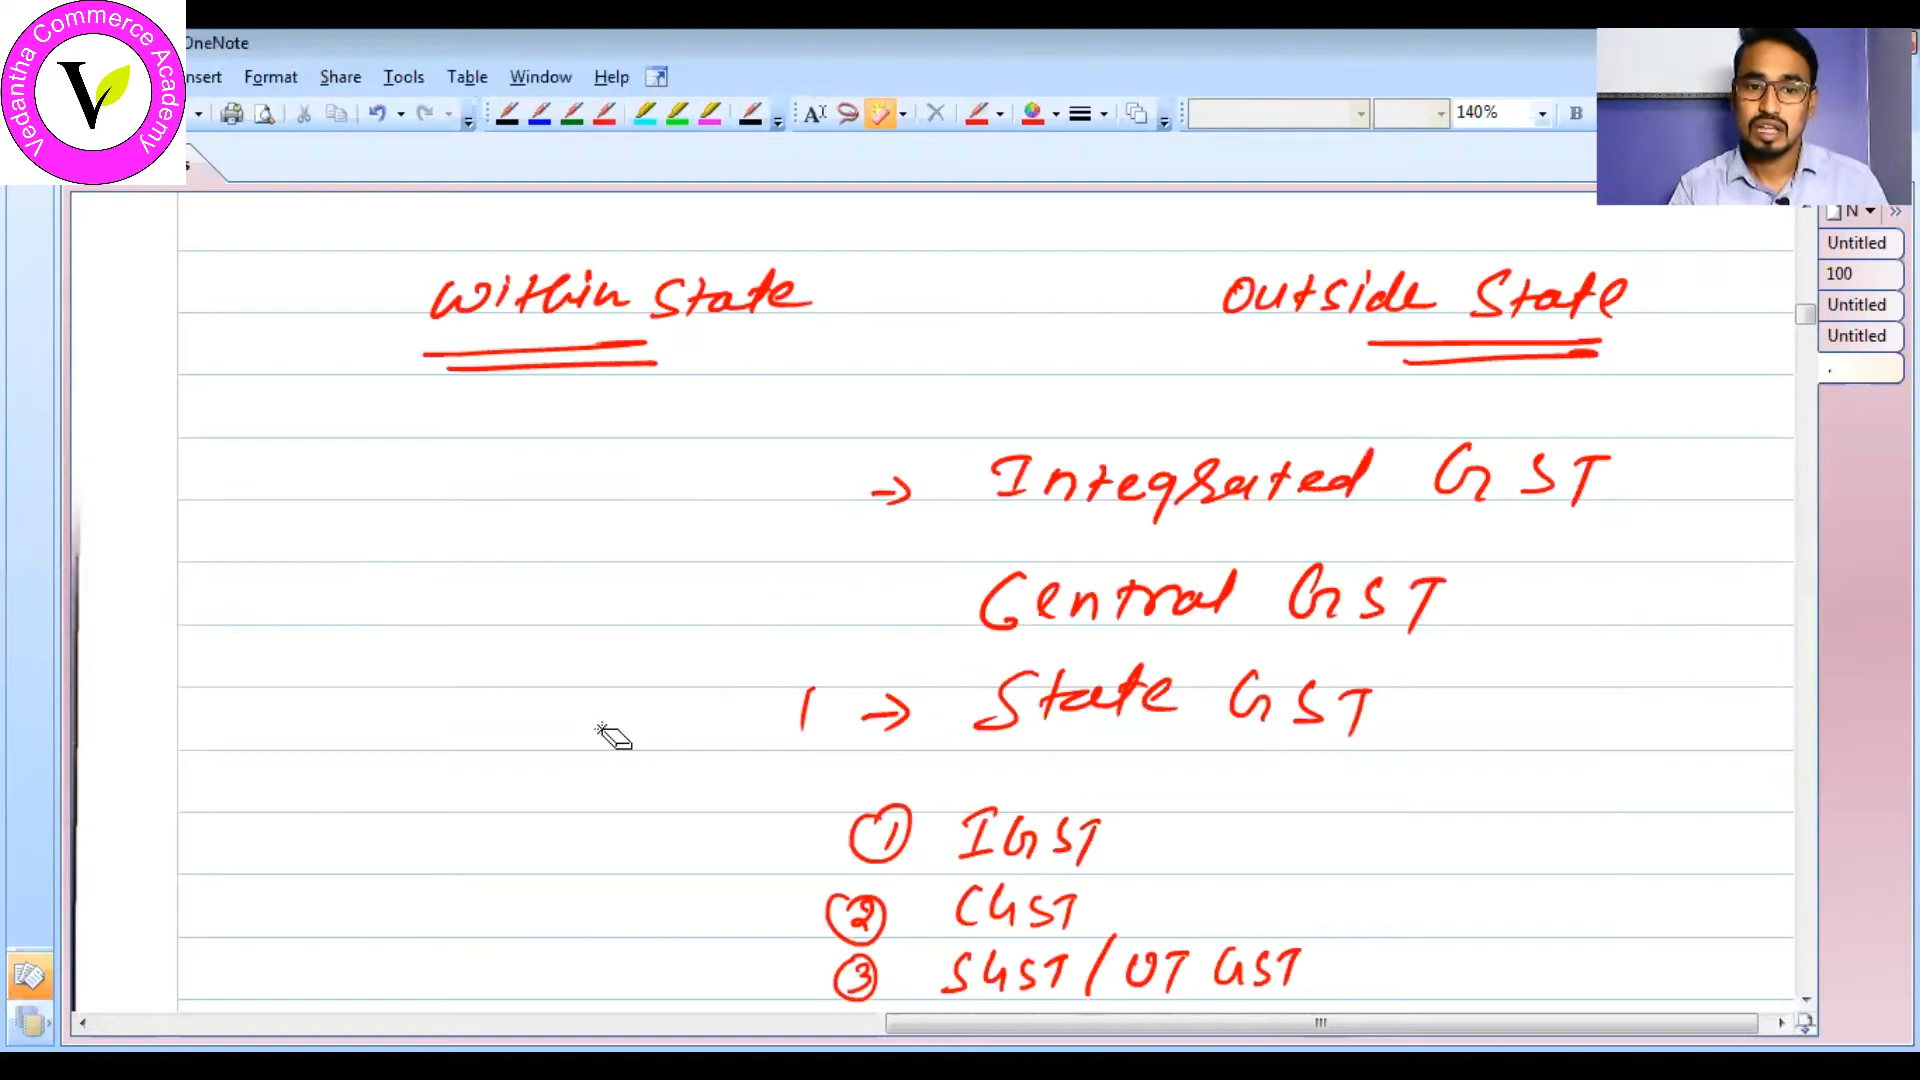 Vedantha Commerce Academy
V
OneNote
nsert Format Share Tools Table Window Help
140% B
s
N
Untitled
100
Untitled
Untitled
.
Within State Outside State
→ Integrated GST
Central GST
1 → State GST
① IGST
② CGST
③ SGST / UT GST